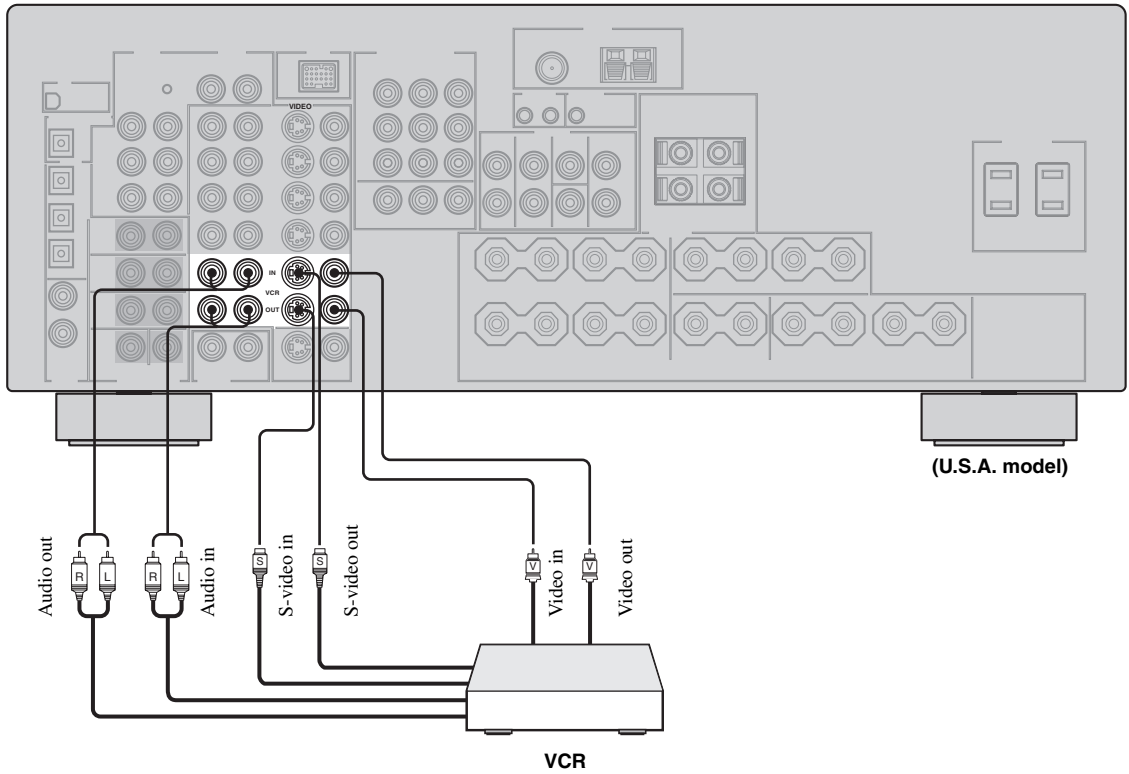 VIDEO
IN
VCR
OUT
(U.S.A. model)
Audio out
R L
Audio in
R L
S-video in
S
S-video out
S
Video in
V
Video out
V
VCR